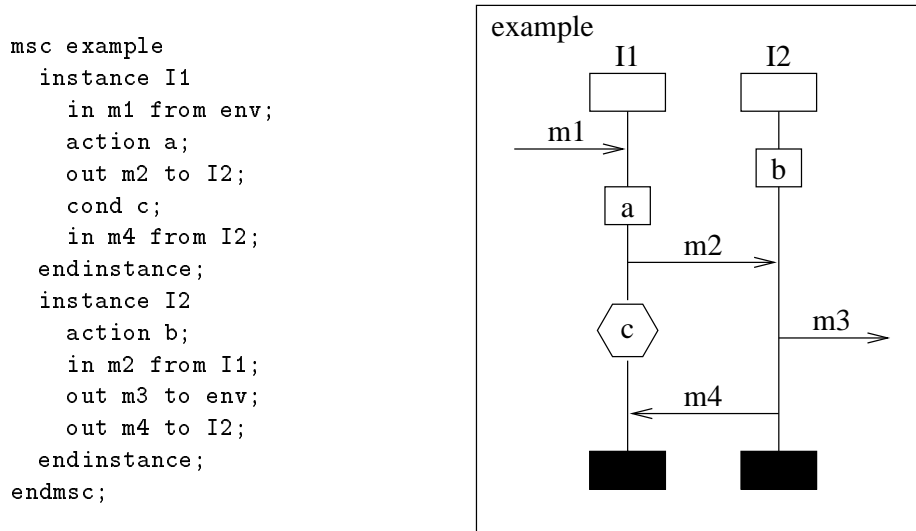 msc example
instance I1
in m1 from env;
action a;
out m2 to I2;
cond c;
in m4 from I2;
endinstance;
instance I2
action b;
in m2 from I1;
out m3 to env;
out m4 to I2;
endinstance;
endmsc;
example
I1 I2
m1
b
a
m2
c
m3
m4